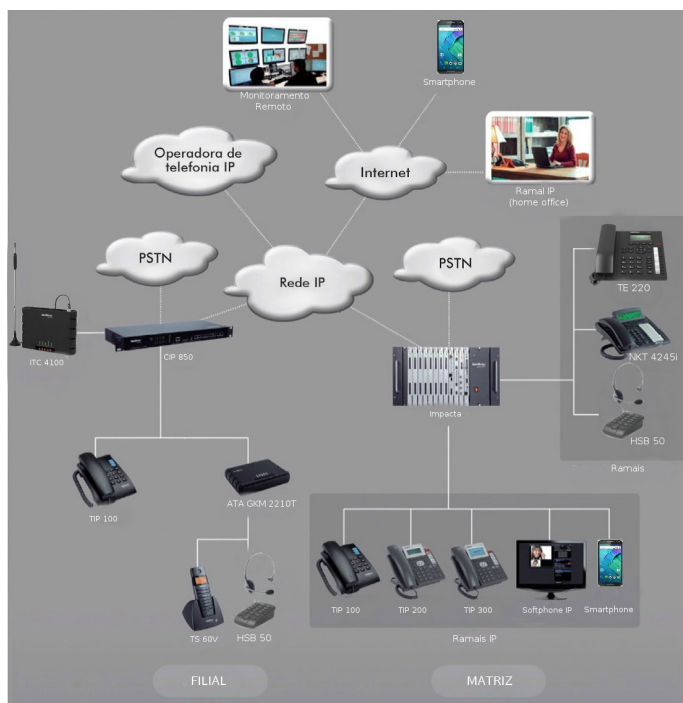 Monitoramento
Remoto
Smartphone
Operadora de
telefonia IP
Internet
Ramal IP
(home office)
PSTN
Rede IP
PSTN
TE 220
ITC 4100
CIP 850
NKT 4245i
Impacta
HSB 50
Ramais
TIP 100
ATA GKM 2210T
TIP 100
TIP 200
TIP 300
Softphone IP
Smartphone
TS 60V
HSB 50
Ramais IP
FILIAL
MATRIZ